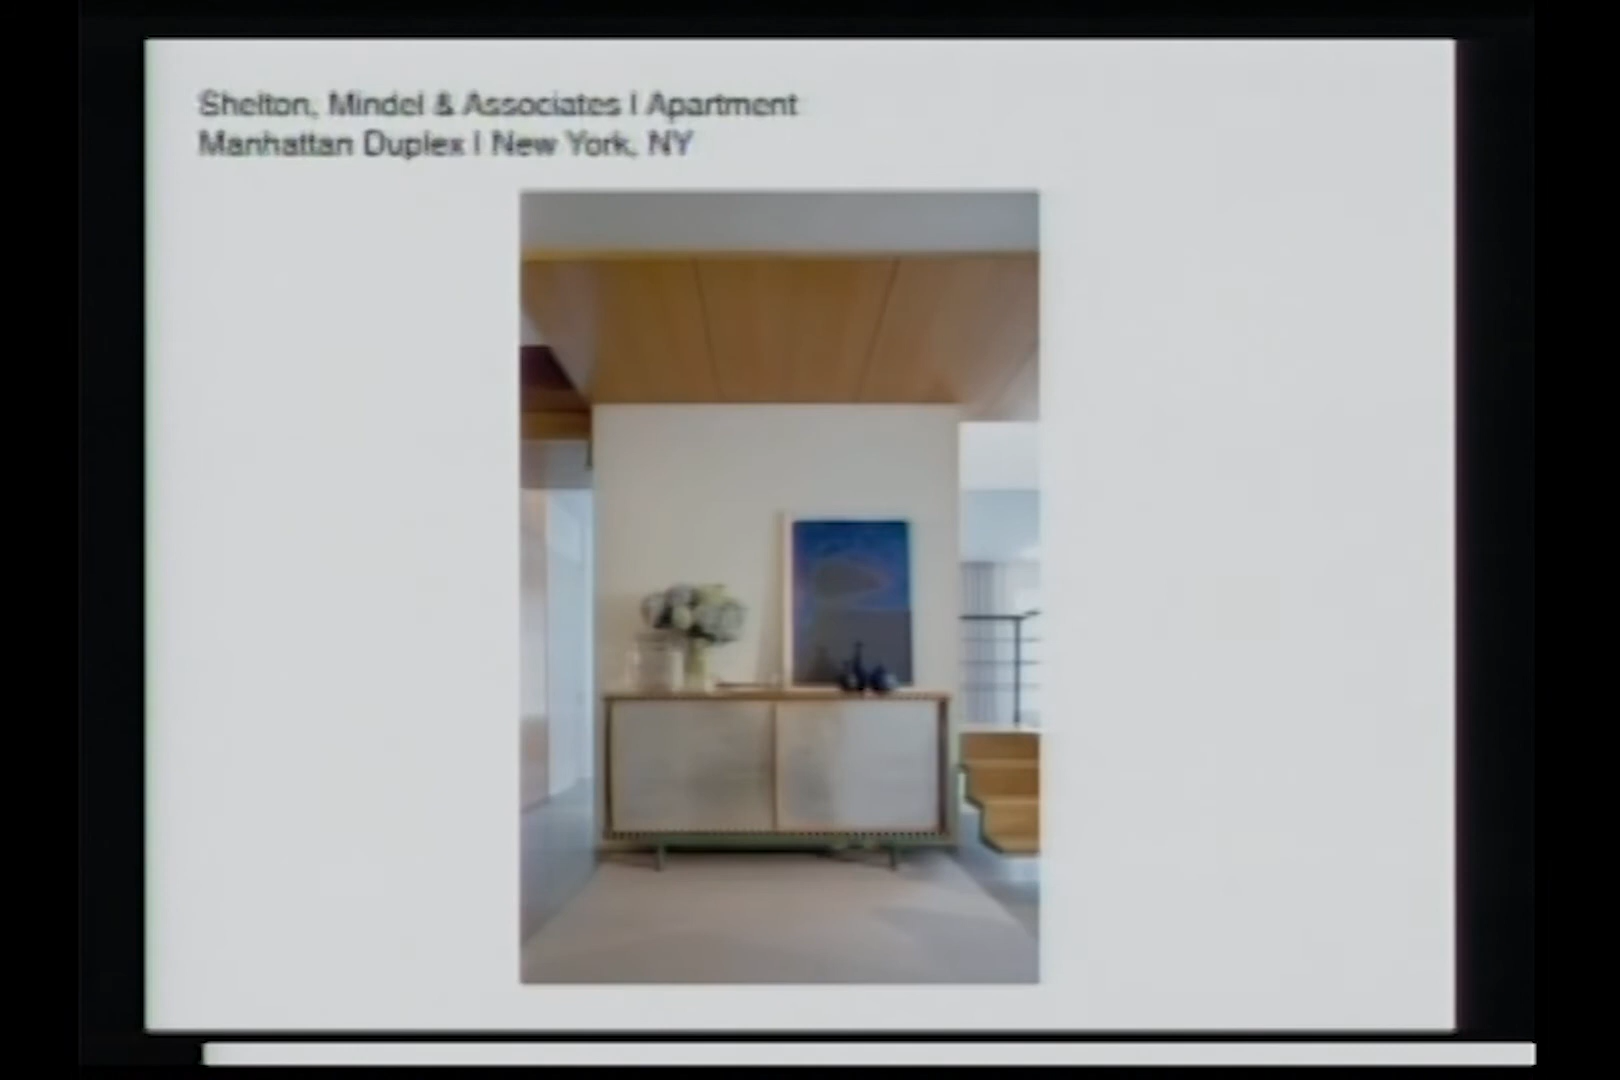 Shelton, Mindel & Associates | Apartment
Manhattan Duplex | New York, NY